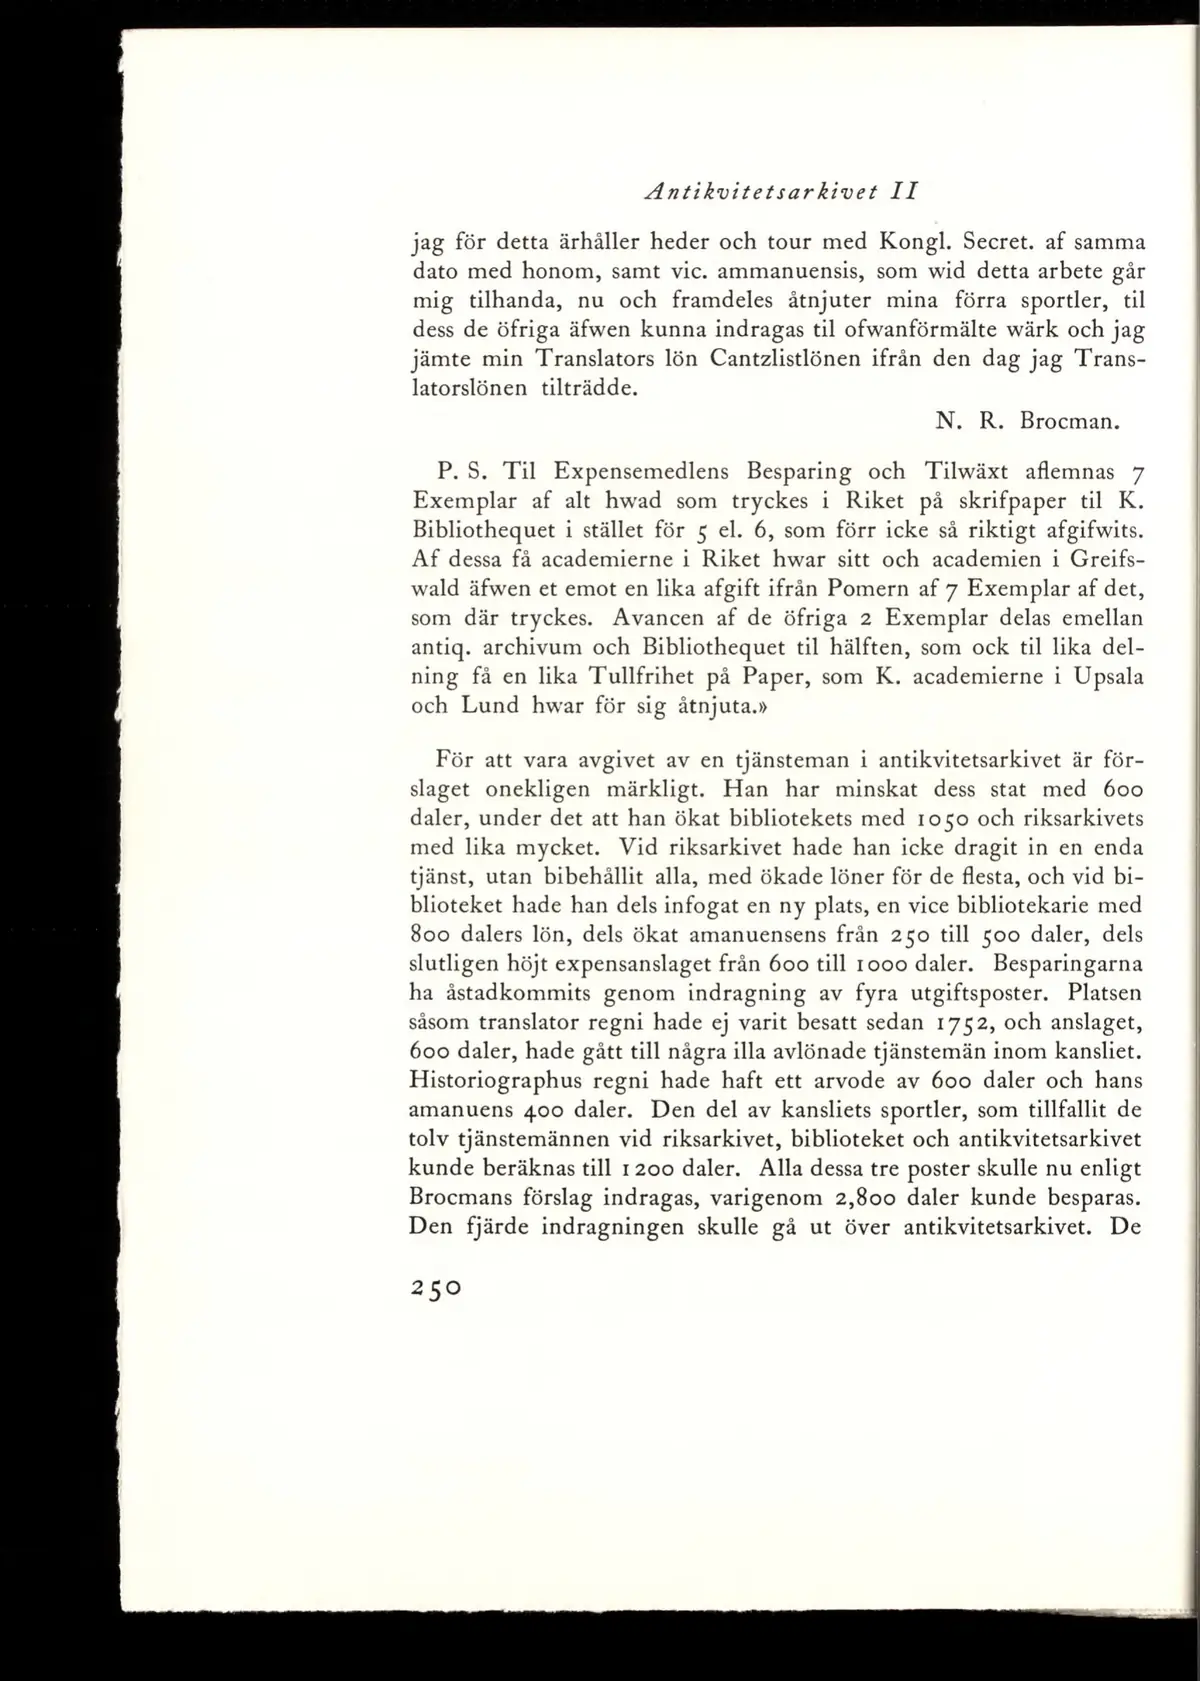 Antikvitetsarkivet II
jag för detta ärhåller heder och tour med Kongl. Secret. af samma
dato med honom, samt vic. ammanuensis, som wid detta arbete går
mig tilhanda, nu och framdeles åtnjuter mina förra sportler, til
dess de öfriga äfwen kunna indragas til ofwanförmälte wärk och jag
jämte min Translators lön Cantzlistlönen ifrån den dag jag Trans-
latorslönen tilträdde.
N. R. Brocman.
P. S. Til Expensemedlens Besparing och Tilwäxt aflemnas 7
Exemplar af alt hwad som tryckes i Riket på skrifpaper til K.
Bibliothequet i stället för 5 el. 6, som förr icke så riktigt afgifwits.
Af dessa få academierne i Riket hwar sitt och academien i Greifs-
wald äfwen et emot en lika afgift ifrån Pomern af 7 Exemplar af det,
som där tryckes. Avancen af de öfriga 2 Exemplar delas emellan
antiq. archivum och Bibliothequet til hälften, som ock til lika del-
ning få en lika Tullfrihet på Paper, som K. academierne i Upsala
och Lund hwar för sig åtnjuta.»
För att vara avgivet av en tjänsteman i antikvitetsarkivet är för-
slaget onekligen märkligt. Han har minskat dess stat med 600
daler, under det att han ökat bibliotekets med 1050 och riksarkivets
med lika mycket. Vid riksarkivet hade han icke dragit in en enda
tjänst, utan bibehållit alla, med ökade löner för de flesta, och vid bi-
blioteket hade han dels infogat en ny plats, en vice bibliotekarie med
800 dalers lön, dels ökat amanuensens från 250 till 500 daler, dels
slutligen höjt expensanslaget från 600 till 1000 daler. Besparingarna
ha åstadkommits genom indragning av fyra utgiftsposter. Platsen
såsom translator regni hade ej varit besatt sedan 1752, och anslaget,
600 daler, hade gått till några illa avlönade tjänstemän inom kansliet.
Historiographus regni hade haft ett arvode av 600 daler och hans
amanuens 400 daler. Den del av kansliets sportler, som tillfallit de
tolv tjänstemännen vid riksarkivet, biblioteket och antikvitetsarkivet
kunde beräknas till 1200 daler. Alla dessa tre poster skulle nu enligt
Brocmans förslag indragas, varigenom 2,800 daler kunde besparas.
Den fjärde indragningen skulle gå ut över antikvitetsarkivet. De
250